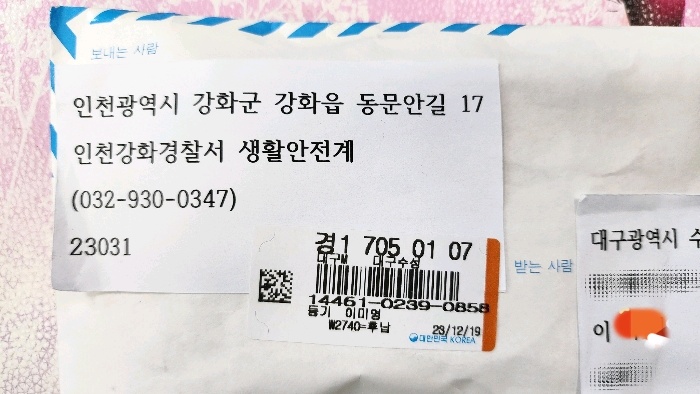 보내는 사람
인천광역시 강화군 강화읍 동문안길 17
인천강화경찰서 생활안전계
(032-930-0347)
23031
경1 705 01 07
대구M 대구수성
14461-0239-0858
등기 이미영
W2740=후납
23/12/19
대한민국 KOREA
받는 사람
대구광역시 수
이